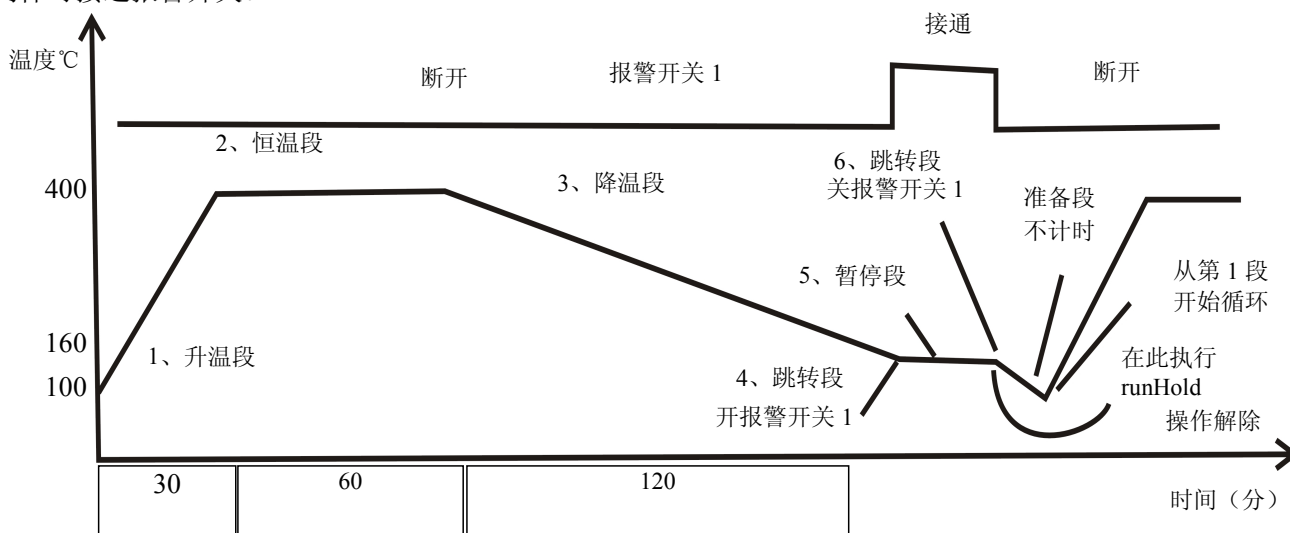 接通
温度℃
断开
报警开关 1
断开
2、恒温段
6、跳转段
关报警开关 1
3、降温段
准备段
不计时
400
5、暂停段
从第 1 段
开始循环
160
1、升温段
在此执行
runHold
100
4、跳转段
开报警开关 1
操作解除
30
60
120
时间（分）